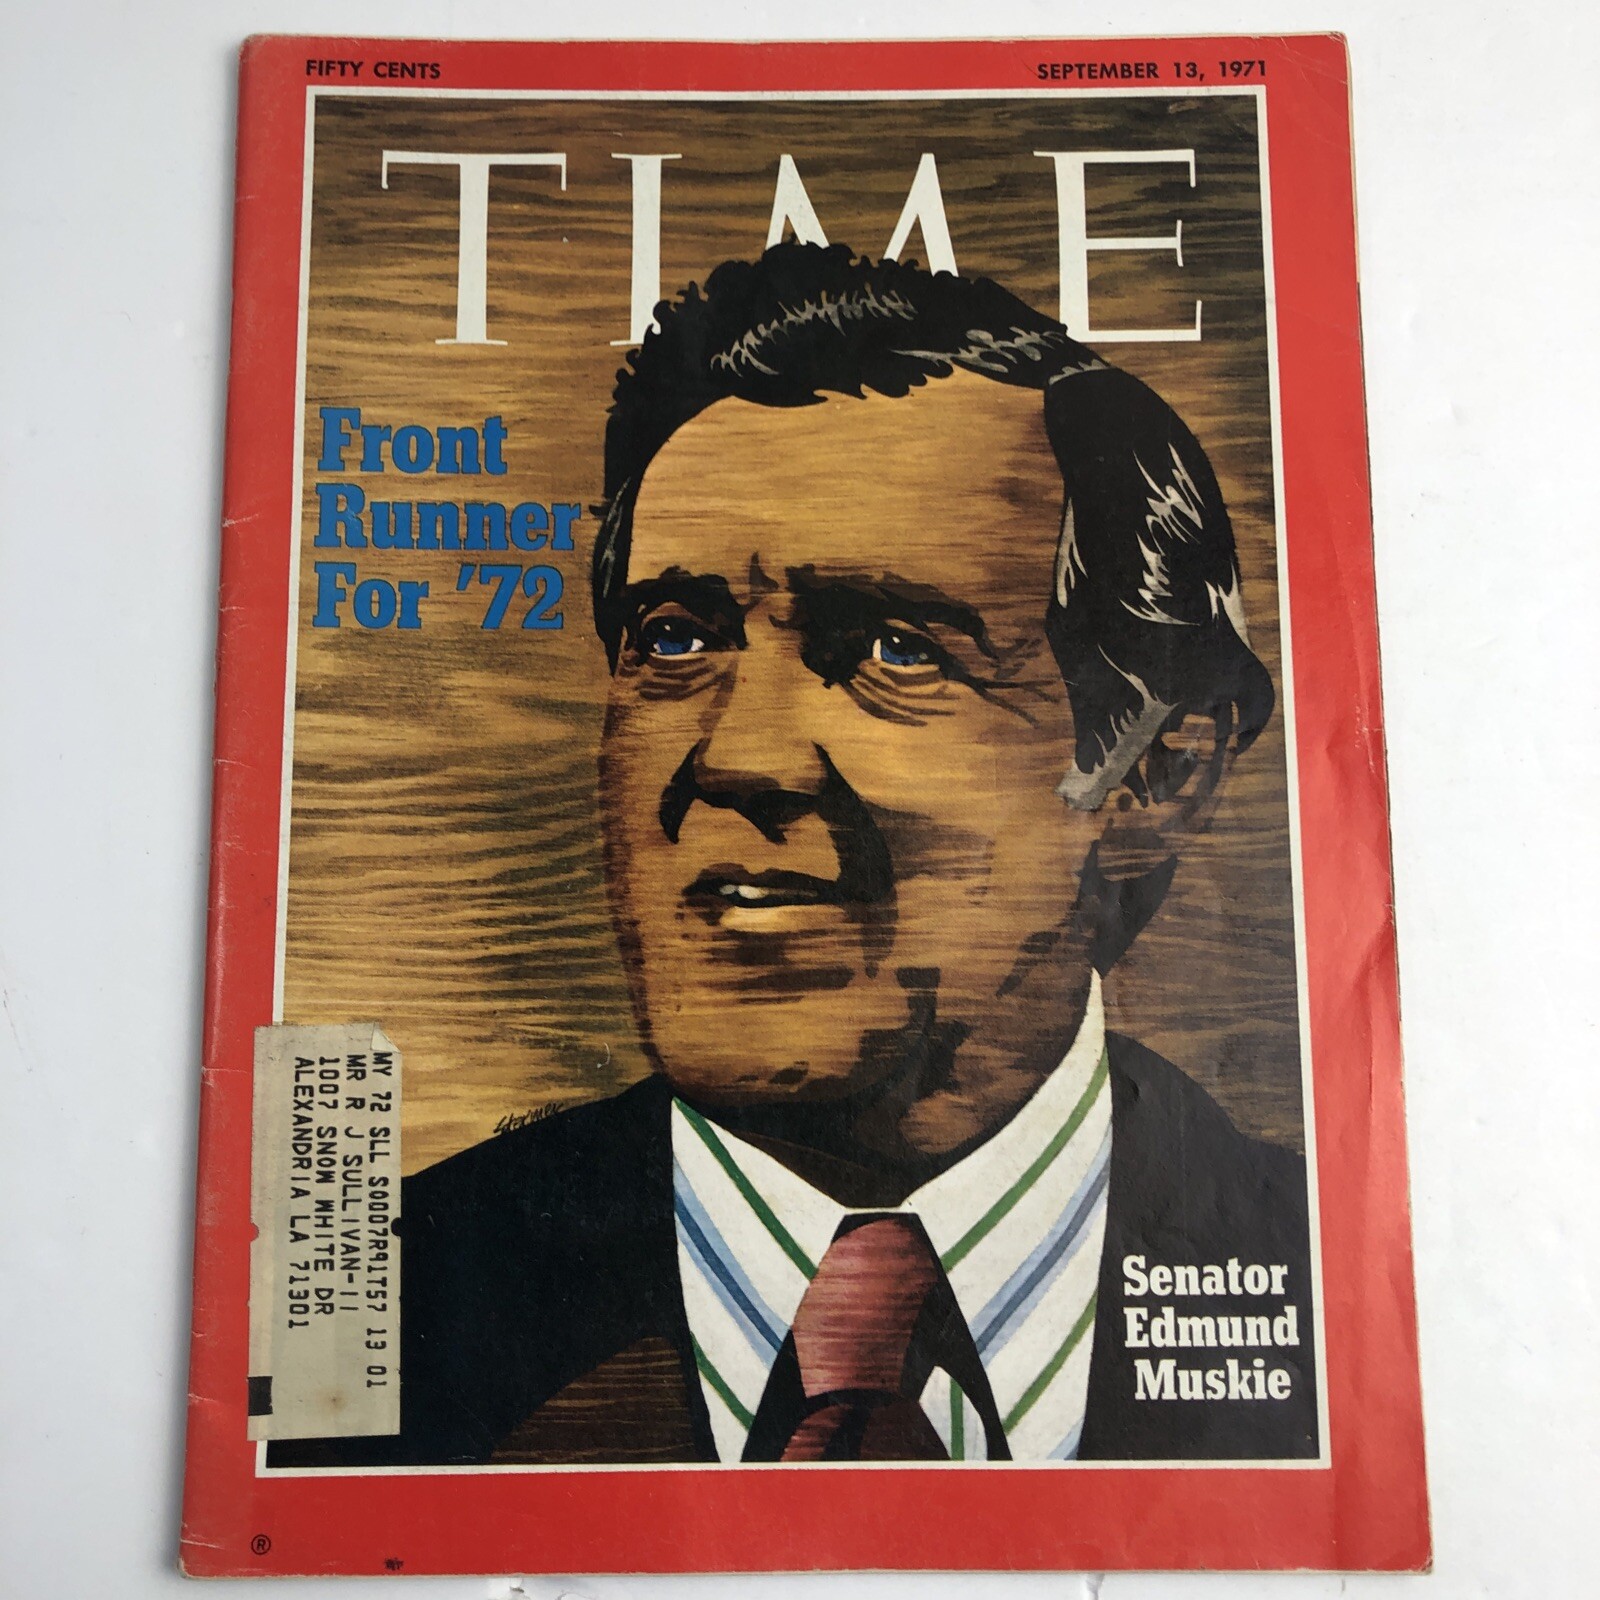 FIFTY CENTS
SEPTEMBER 13, 1971
TIME
Front
Runner
For '72
MY 72 SLL S0007R91T57 13 01
MR R J SULLIVAN-11
1007 SNOW WHITE DR
ALEXANDRIA LA 71301
Senator
Edmund
Muskie
®